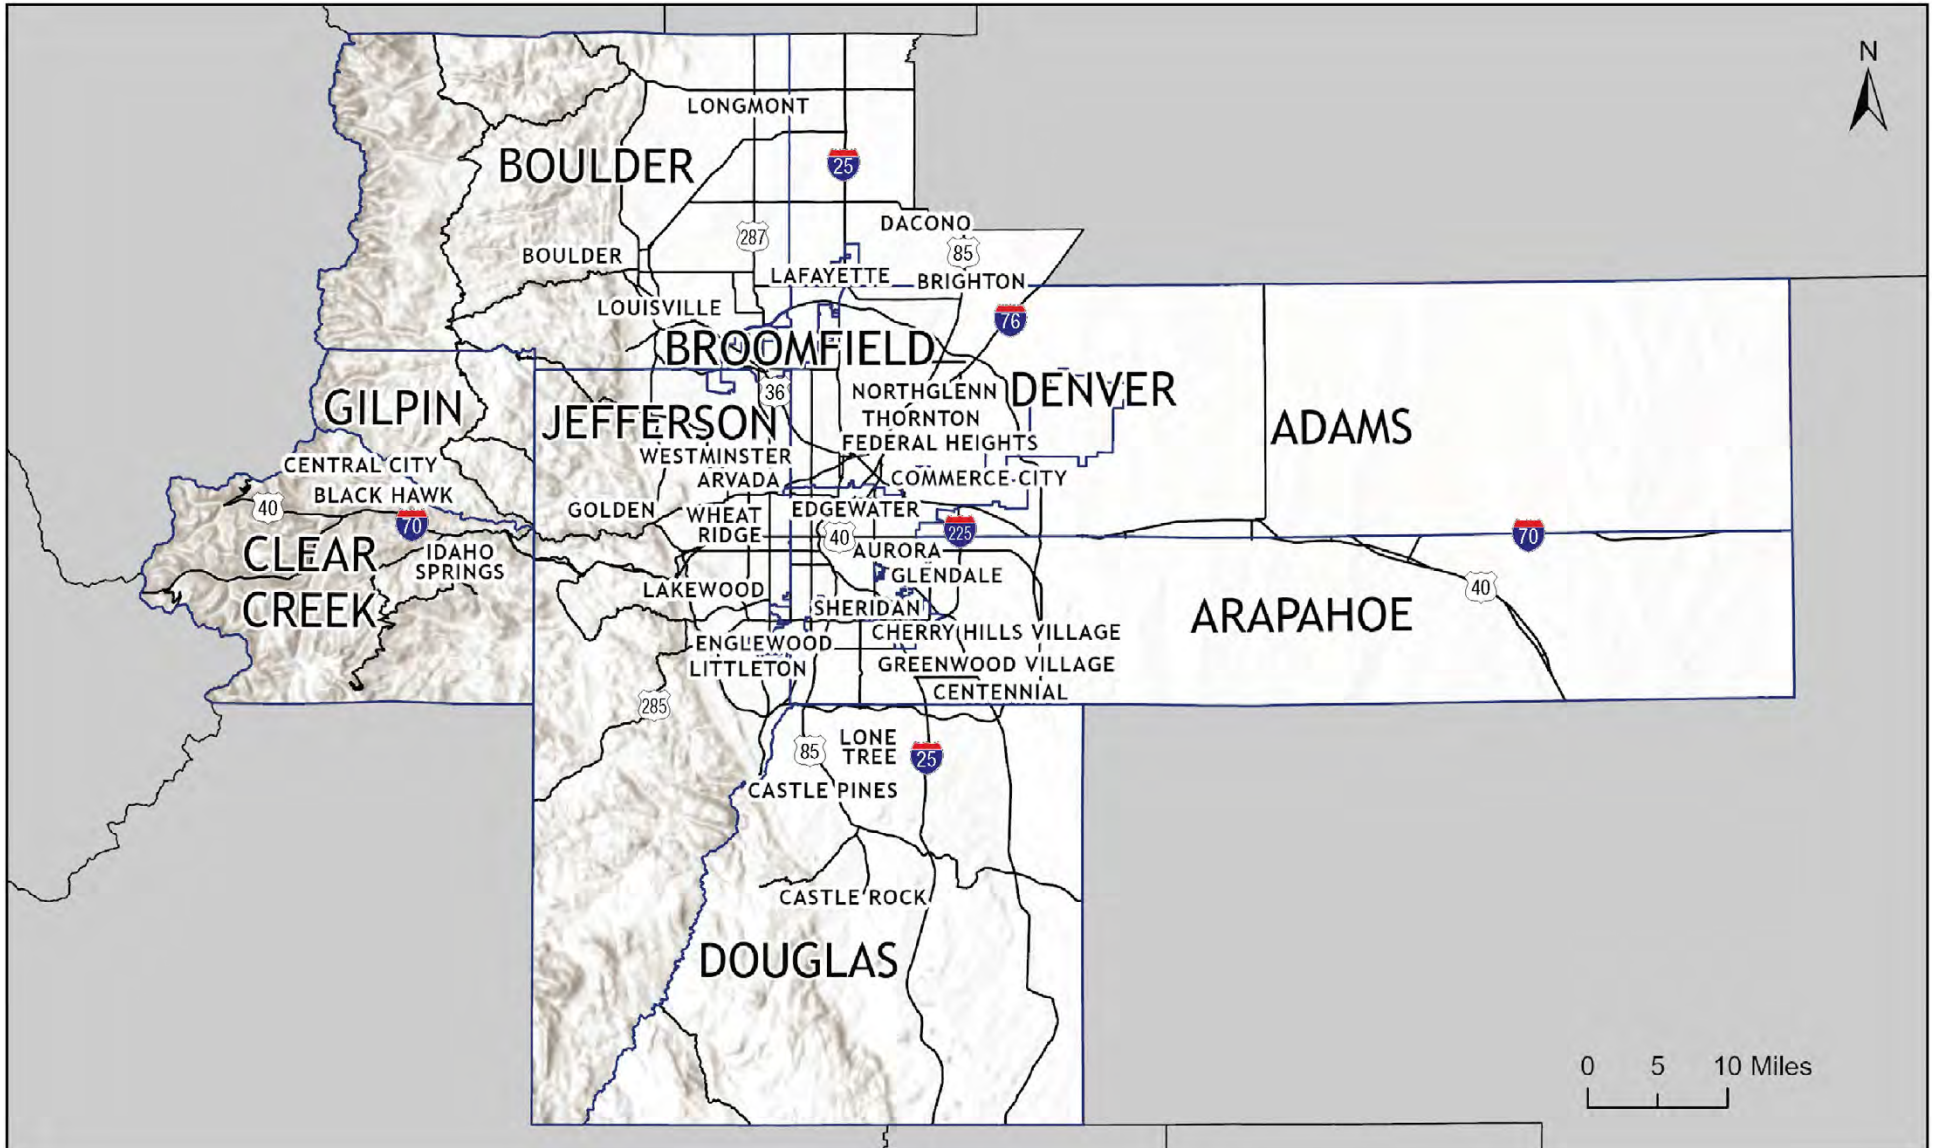 N
LONGMONT
BOULDER
25
DACONO
287
85
BOULDER
LAFAYETTE
BRIGHTON
LOUISVILLE
76
BROOMFIELD
36
NORTHGLENN
DENVER
GILPIN
JEFFERSON
THORNTON
ADAMS
FEDERAL HEIGHTS
WESTMINSTER
CENTRAL CITY
ARVADA
COMMERCE CITY
BLACK HAWK
40
GOLDEN
EDGEWATER
WHEAT
RIDGE
70
225
70
40
CLEAR
CREEK
IDAHO
SPRINGS
AURORA
GLENDALE
LAKEWOOD
40
SHERIDAN
ARAPAHOE
ENGLEWOOD
CHERRY HILLS VILLAGE
LITTLETON
GREENWOOD VILLAGE
CENTENNIAL
285
85
LONE
TREE
25
CASTLE PINES
CASTLE ROCK
DOUGLAS
0 5 10 Miles